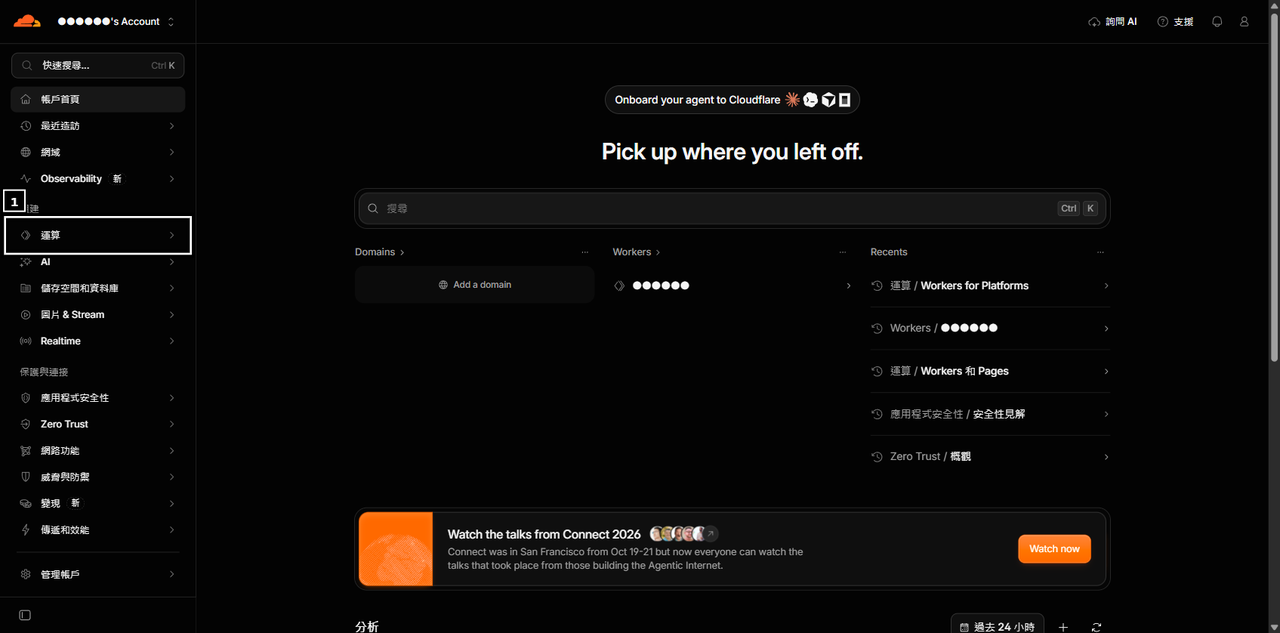 ●●●●●●'s Account
詢問 AI
支援
快速搜尋...
Ctrl K
帳戶首頁
最近造訪
網域
Observability 新
1
建
運算
AI
儲存空間和資料庫
圖片 & Stream
Realtime
保護與連接
應用程式安全性
Zero Trust
網路功能
威脅與防禦
變現 新
傳遞和效能
管理帳戶
Onboard your agent to Cloudflare
Pick up where you left off.
搜尋
Ctrl K
Domains
Add a domain
Workers
●●●●●●
Recents
運算 / Workers for Platforms
Workers / ●●●●●●
運算 / Workers 和 Pages
應用程式安全性 / 安全性見解
Zero Trust / 概觀
Watch the talks from Connect 2026
Connect was in San Francisco from Oct 19-21 but now everyone can watch the
talks that took place from those building the Agentic Internet.
Watch now
分析
過去 24 小時